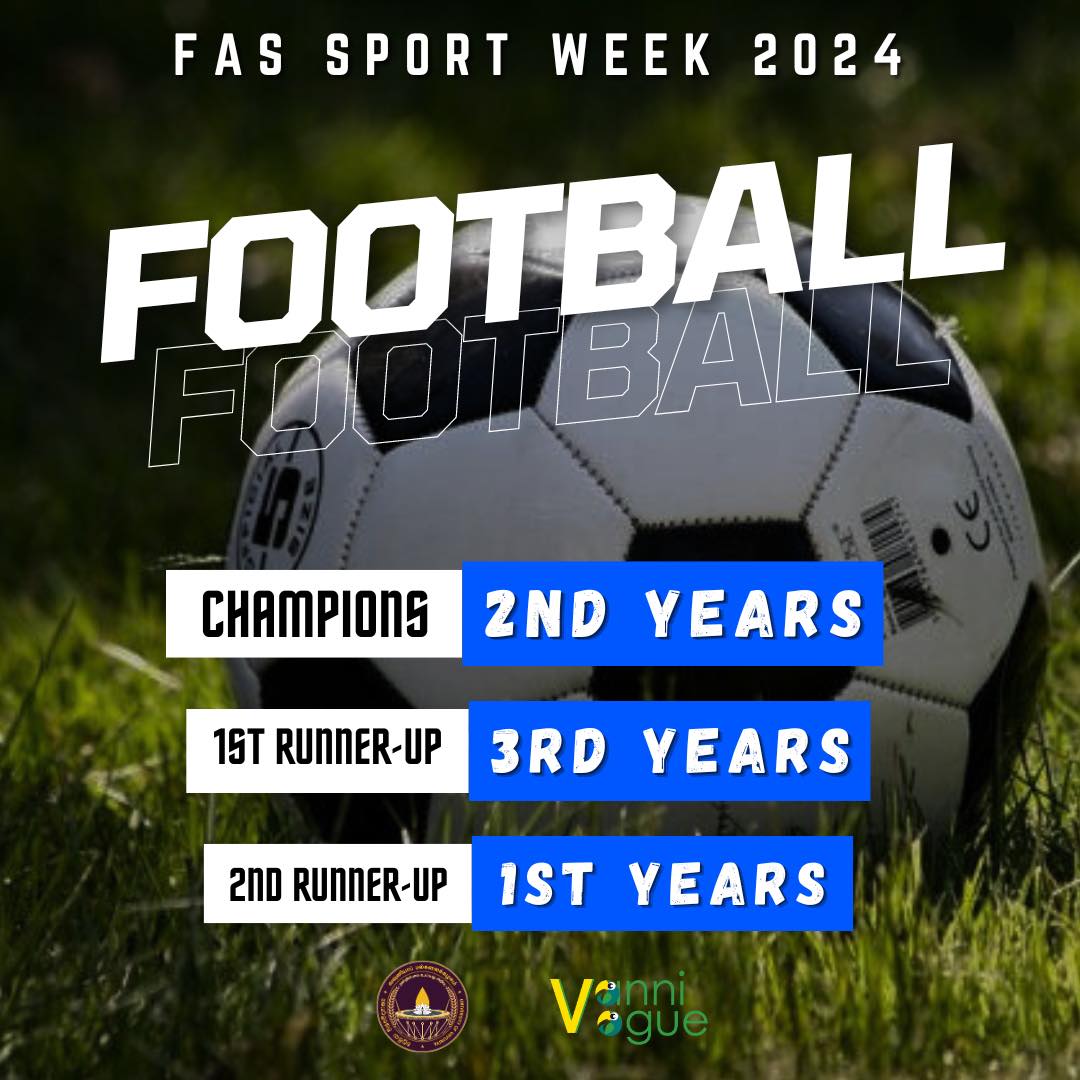 FAS SPORT WEEK 2024
FOOTBALL
FOOTBALL
CHAMPIONS 2ND YEARS
1ST RUNNER-UP 3RD YEARS
2ND RUNNER-UP 1ST YEARS
Vanni
Vague